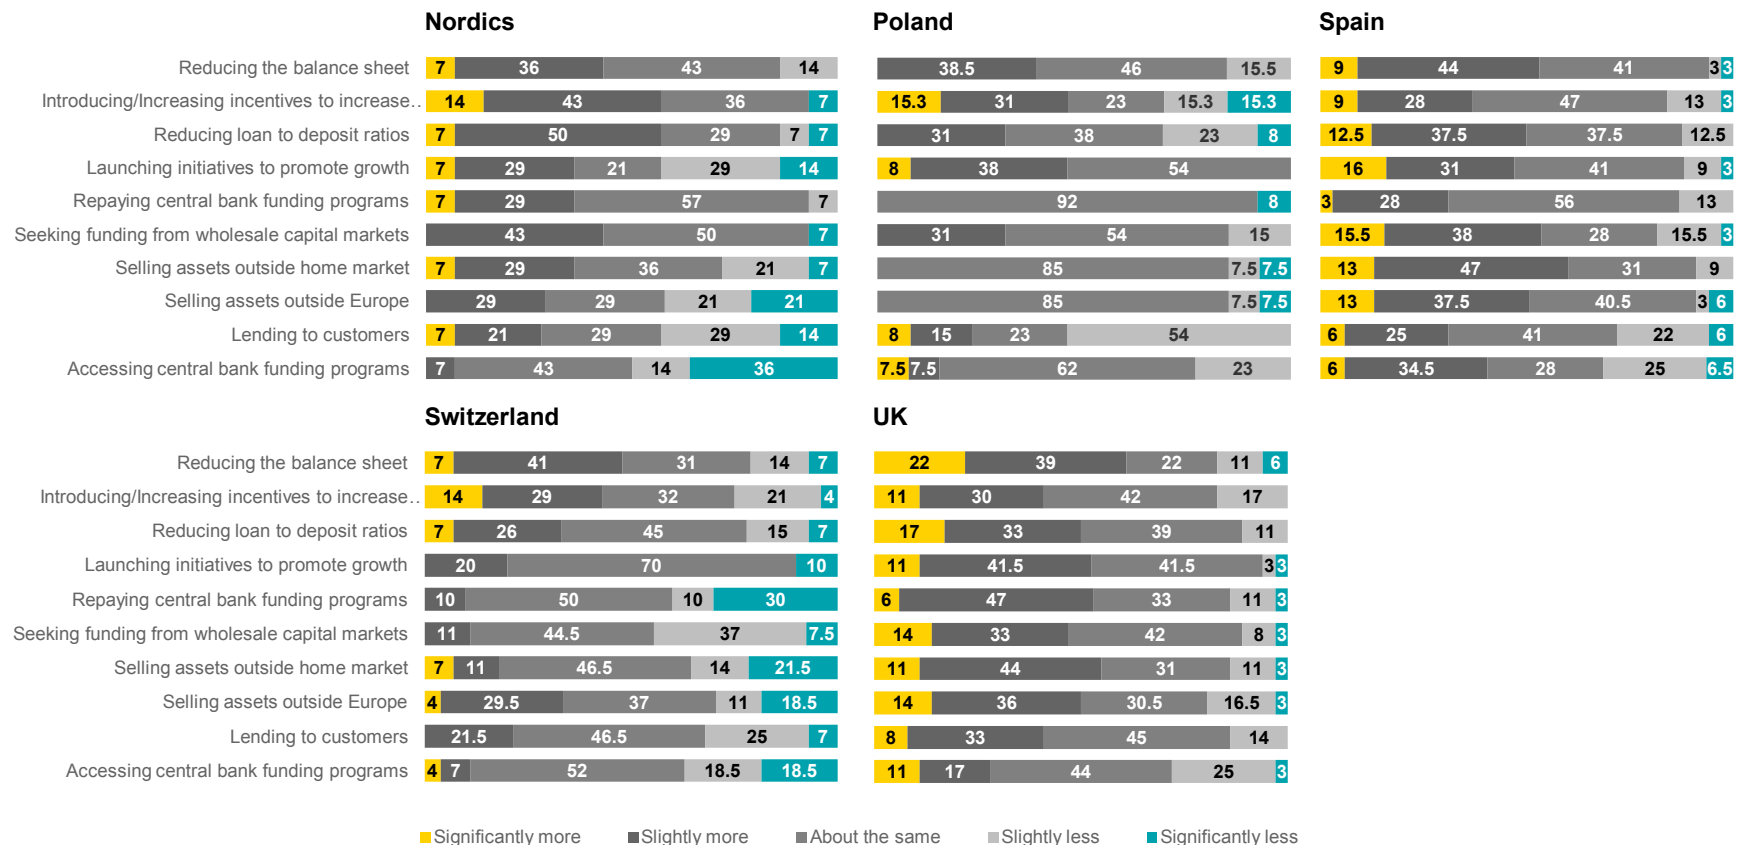 Nordics Poland Spain
Reducing the balance sheet 7 36 43 14 38.5 46 15.5 9 44 41 3 3
Introducing/Increasing incentives to increase.. 14 43 36 7 15.3 31 23 15.3 15.3 9 28 47 13 3
Reducing loan to deposit ratios 7 50 29 7 7 31 38 23 8 12.5 37.5 37.5 12.5
Launching initiatives to promote growth 7 29 21 29 14 8 38 54 16 31 41 9 3
Repaying central bank funding programs 7 29 57 7 92 8 3 28 56 13
Seeking funding from wholesale capital markets 43 50 7 31 54 15 15.5 38 28 15.5 3
Selling assets outside home market 7 29 36 21 7 85 7.5 7.5 13 47 31 9
Selling assets outside Europe 29 29 21 21 85 7.5 7.5 13 37.5 40.5 3 6
Lending to customers 7 21 29 29 14 8 15 23 54 6 25 41 22 6
Accessing central bank funding programs 7 43 14 36 7.5 7.5 62 23 6 34.5 28 25 6.5
Switzerland UK
Reducing the balance sheet 7 41 31 14 7 22 39 22 11 6
Introducing/Increasing incentives to increase.. 14 29 32 21 4 11 30 42 17
Reducing loan to deposit ratios 7 26 45 15 7 17 33 39 11
Launching initiatives to promote growth 20 70 10 11 41.5 41.5 3 3
Repaying central bank funding programs 10 50 10 30 6 47 33 11 3
Seeking funding from wholesale capital markets 11 44.5 37 7.5 14 33 42 8 3
Selling assets outside home market 7 11 46.5 14 21.5 11 44 31 11 3
Selling assets outside Europe 4 29.5 37 11 18.5 14 36 30.5 16.5 3
Lending to customers 21.5 46.5 25 7 8 33 45 14
Accessing central bank funding programs 4 7 52 18.5 18.5 11 17 44 25 3
Significantly more Slightly more About the same Slightly less Significantly less